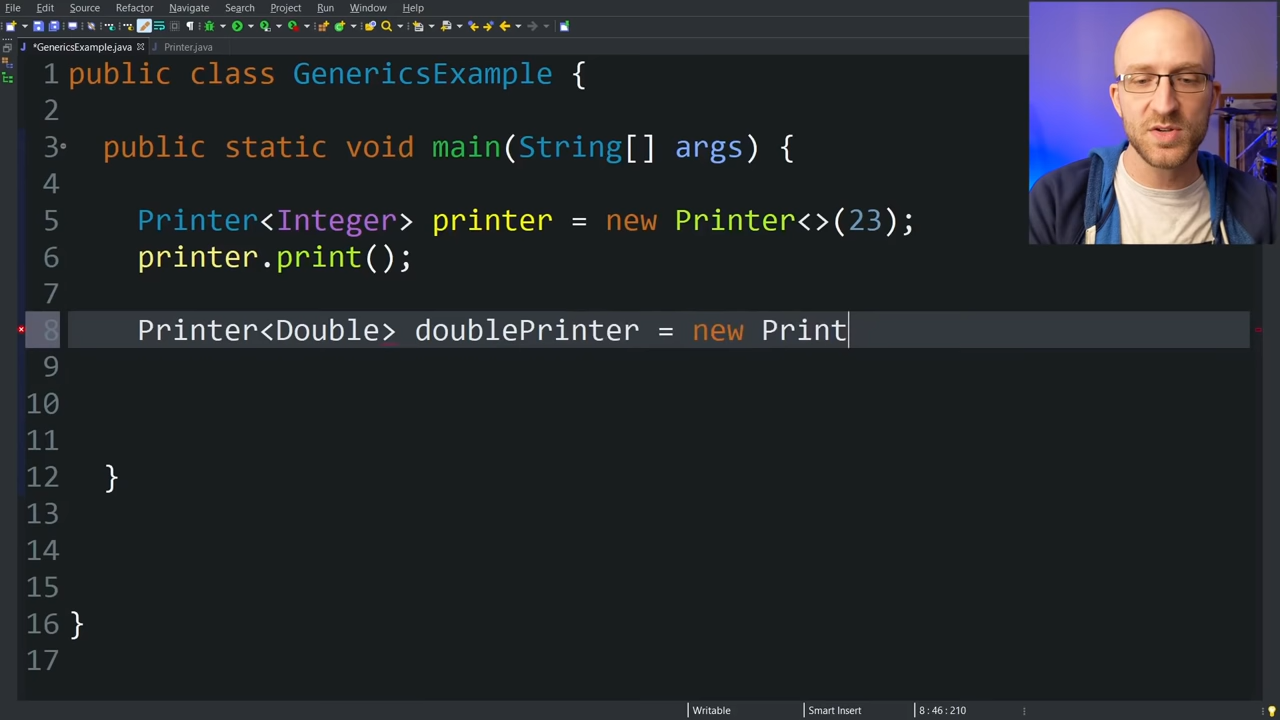 File Edit Source Refactor Navigate Search Project Run Window Help
*GenericsExample.java Printer.java
1 public class GenericsExample {
2
3 public static void main(String[] args) {
4
5 Printer<Integer> printer = new Printer<>(23);
6 printer.print();
7
8 Printer<Double> doublePrinter = new Print
9
10
11
12 }
13
14
15
16 }
17
Writable Smart Insert 8 : 46 : 210